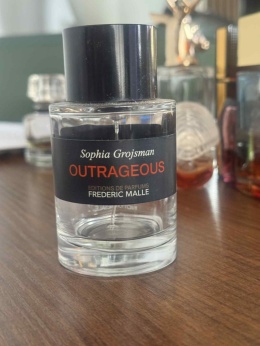 Sophia Grojsman
OUTRAGEOUS
EDITIONS DE PARFUMS
FREDERIC MALLE